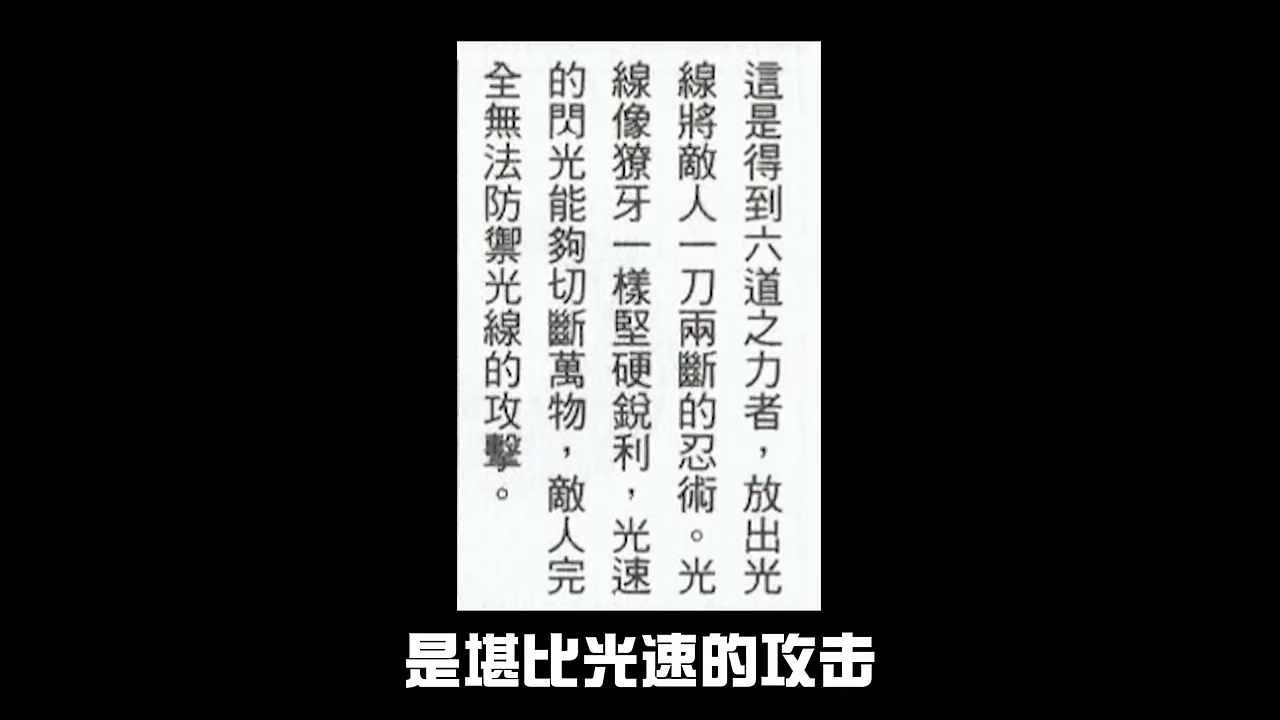 這是得到六道之力者，放出光
線將敵人一刀兩斷的忍術。光
線像獠牙一樣堅硬銳利，光速
的閃光能夠切斷萬物，敵人完
全無法防禦光線的攻擊。
是堪比光速的攻击